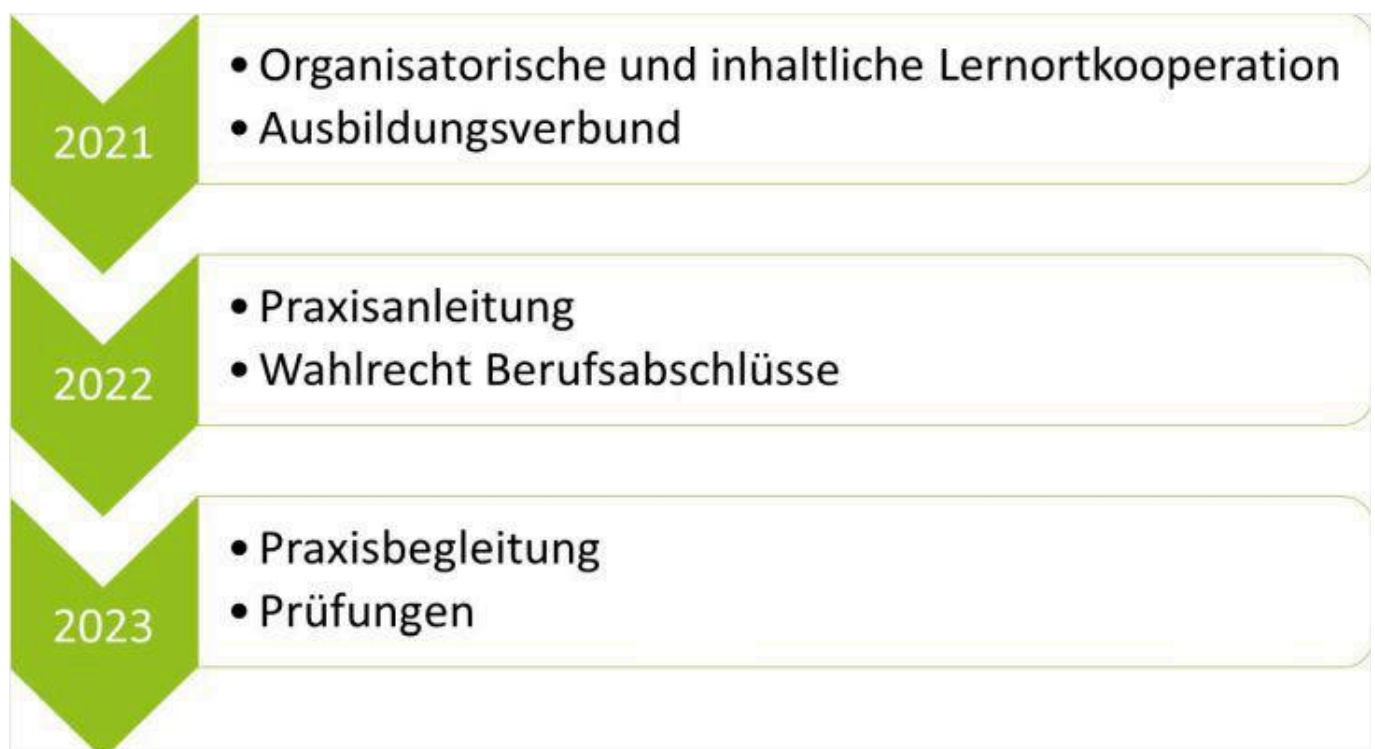 2021
• Organisatorische und inhaltliche Lernortkooperation
• Ausbildungsverbund
2022
• Praxisanleitung
• Wahlrecht Berufsabschlüsse
2023
• Praxisbegleitung
• Prüfungen